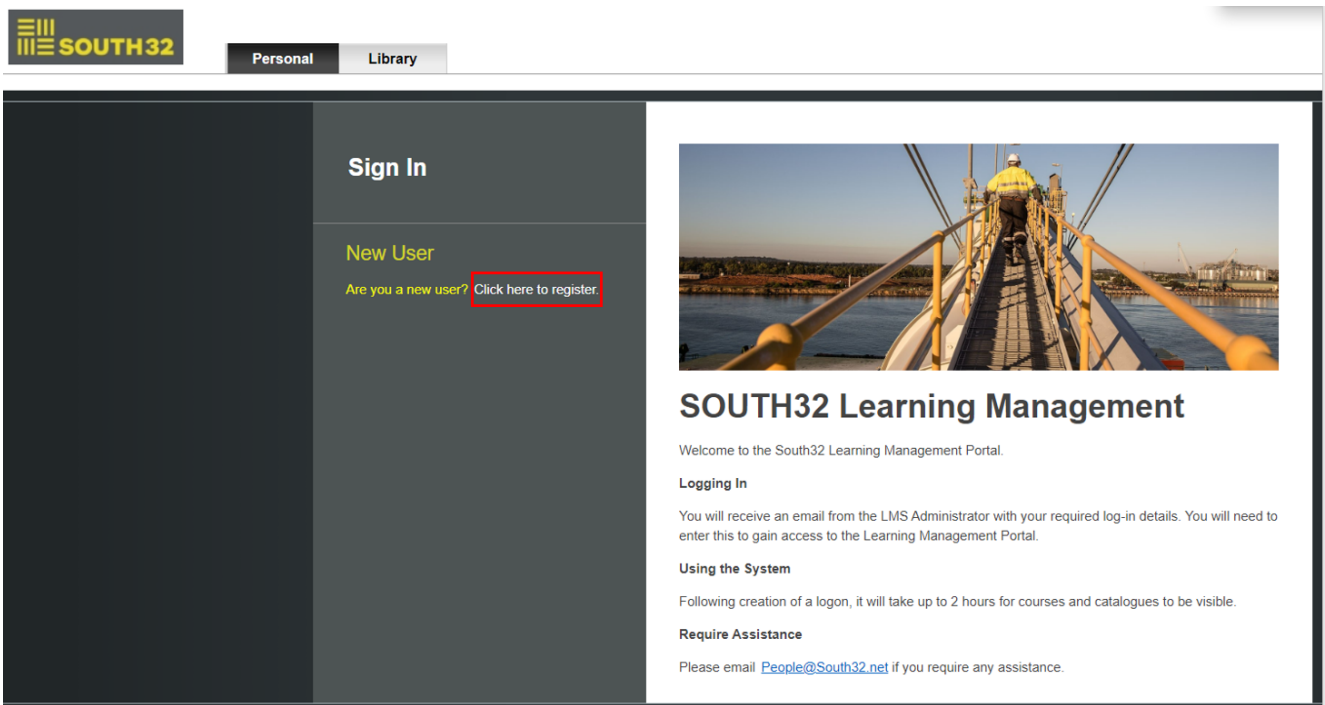 SOUTH32
Personal
Library
Sign In
New User
Are you a new user? Click here to register.
SOUTH32 Learning Management
Welcome to the South32 Learning Management Portal.
Logging In
You will receive an email from the LMS Administrator with your required log-in details. You will need to
enter this to gain access to the Learning Management Portal.
Using the System
Following creation of a logon, it will take up to 2 hours for courses and catalogues to be visible.
Require Assistance
Please email People@South32.net if you require any assistance.